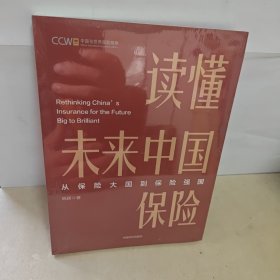 CCW
读懂
Rethinking China's
Insurance for the Future
Big to Brilliant
未来中国
从保险大国到保险强国
保险